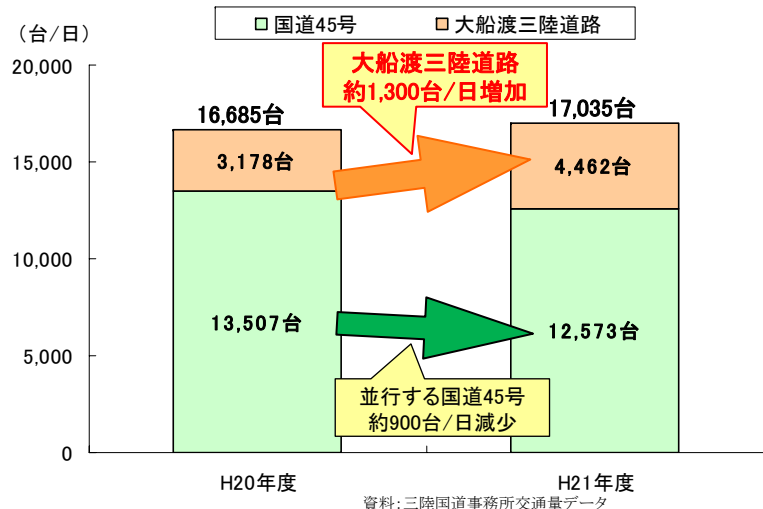 国道45号 大船渡三陸道路
(台/日)
20,000
15,000
10,000
5,000
0
大船渡三陸道路
約1,300台/日増加
16,685台
17,035台
3,178台
4,462台
13,507台
12,573台
並行する国道45号
約900台/日減少
H20年度
H21年度
資料:三陸国道事務所交通量データ